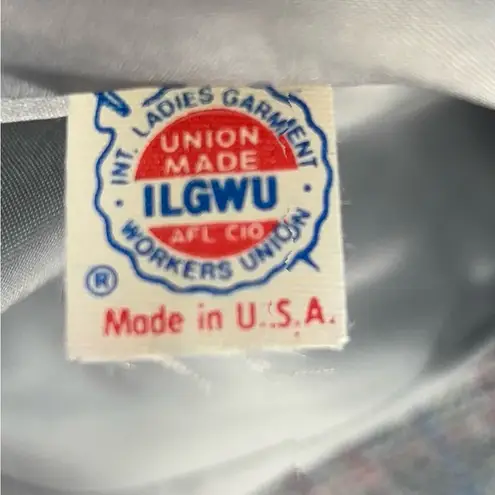 INT. LADIES GARMENT
UNION
MADE
ILGWU
AFL CIO
WORKERS UNION
®
Made in U.S.A.